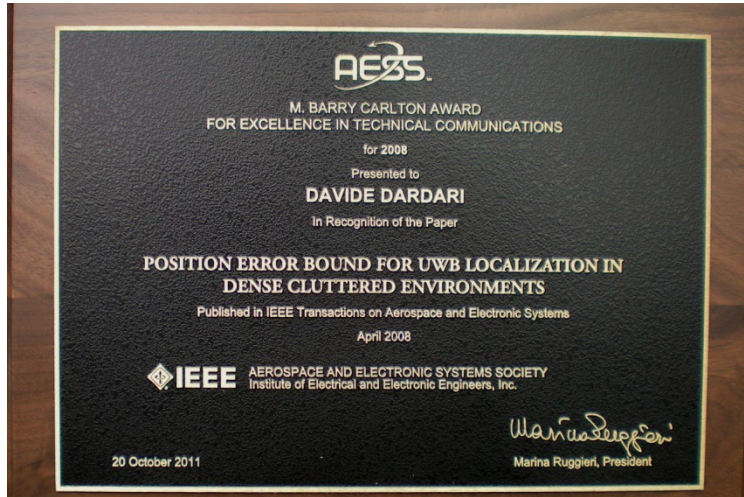 AESS
M. BARRY CARLTON AWARD
FOR EXCELLENCE IN TECHNICAL COMMUNICATIONS
for 2008
Presented to
DAVIDE DARDARI
In Recognition of the Paper
POSITION ERROR BOUND FOR UWB LOCALIZATION IN
DENSE CLUTTERED ENVIRONMENTS
Published in IEEE Transactions on Aerospace and Electronic Systems
April 2008
IEEE AEROSPACE AND ELECTRONIC SYSTEMS SOCIETY
Institute of Electrical and Electronic Engineers, Inc.
Marina Ruggieri
20 October 2011 Marina Ruggieri, President